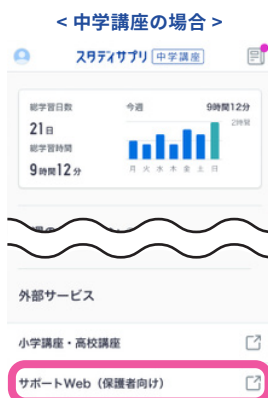 < 中学講座の場合 >
スタディサプリ 中学講座
総学習日数 今週 9時間12分
21日 2時間
総学習時間
9時間12分 月 火 水 木 金 土 日
外部サービス
小学講座・高校講座
サポートWeb（保護者向け）